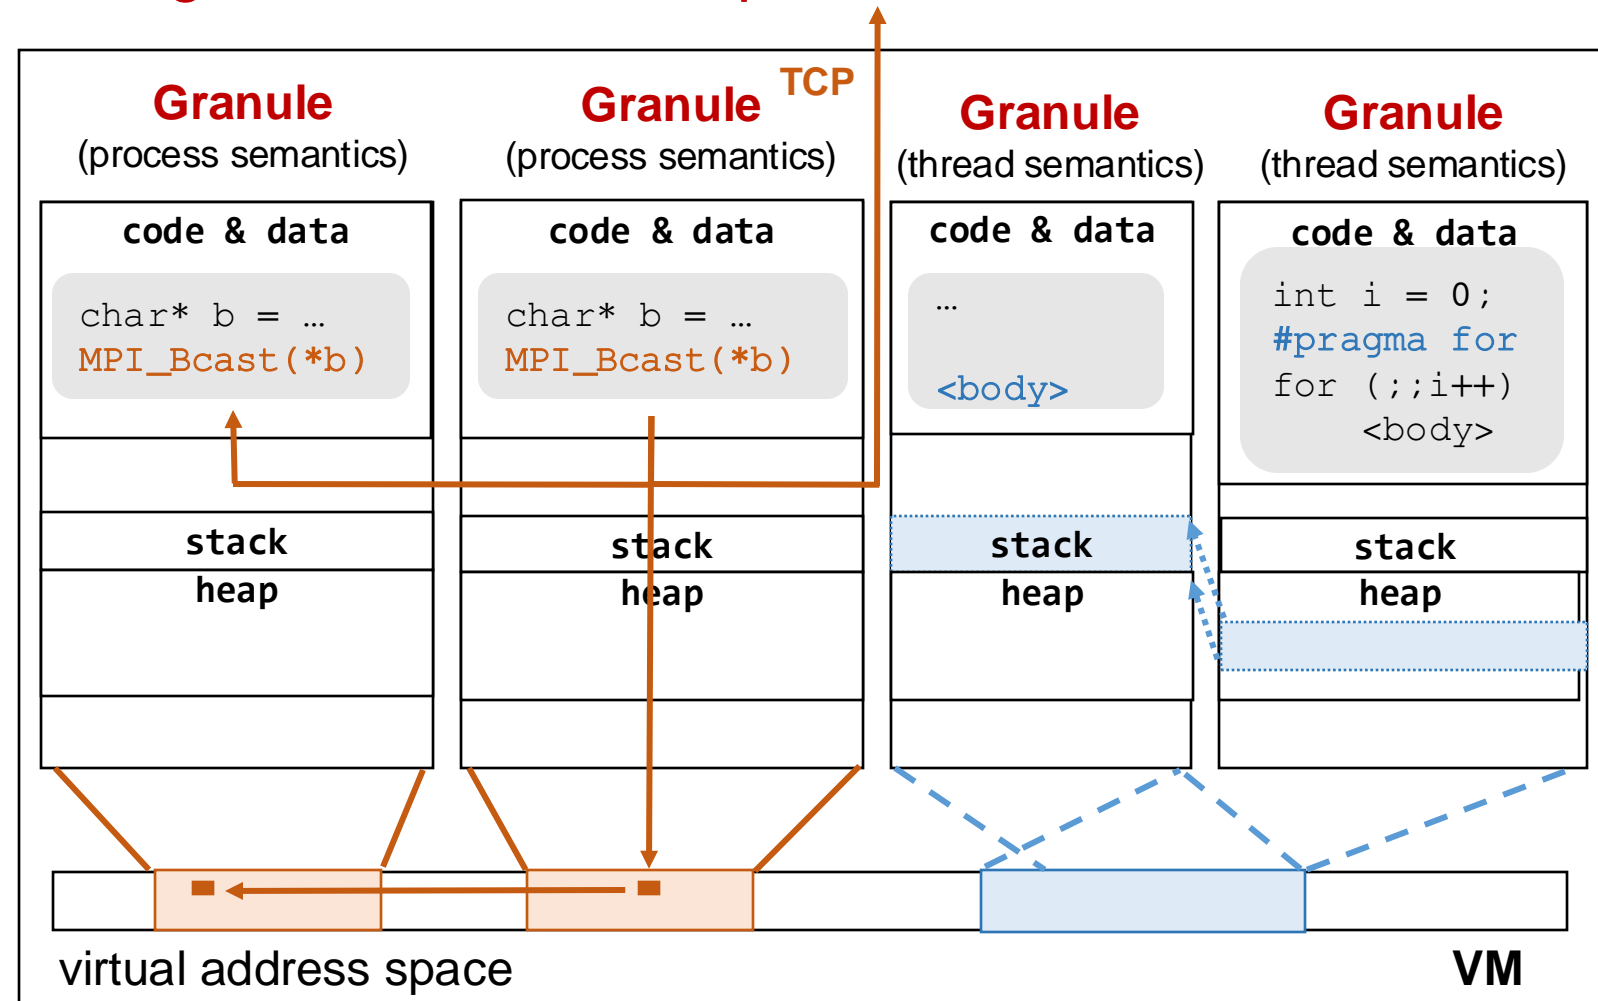 TCP
Granule
(process semantics)
code & data
char* b = …
MPI_Bcast(*b)
stack
heap
Granule
(process semantics)
code & data
char* b = …
MPI_Bcast(*b)
stack
heap
Granule
(thread semantics)
code & data
…
<body>
stack
heap
Granule
(thread semantics)
code & data
int i = 0;
#pragma for
for (;;i++)
<body>
stack
heap
virtual address space
VM